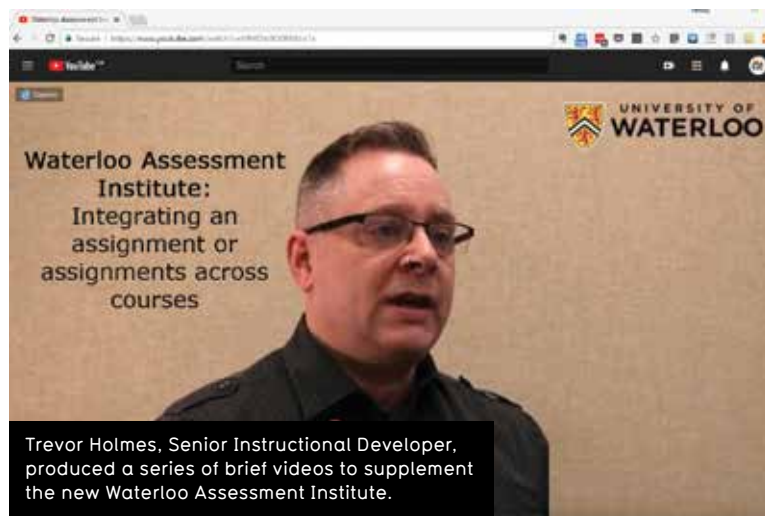 YouTube
Search
UNIVERSITY OF
WATERLOO
Waterloo Assessment
Institute:
Integrating an
assignment or
assignments across
courses
Trevor Holmes, Senior Instructional Developer,
produced a series of brief videos to supplement
the new Waterloo Assessment Institute.